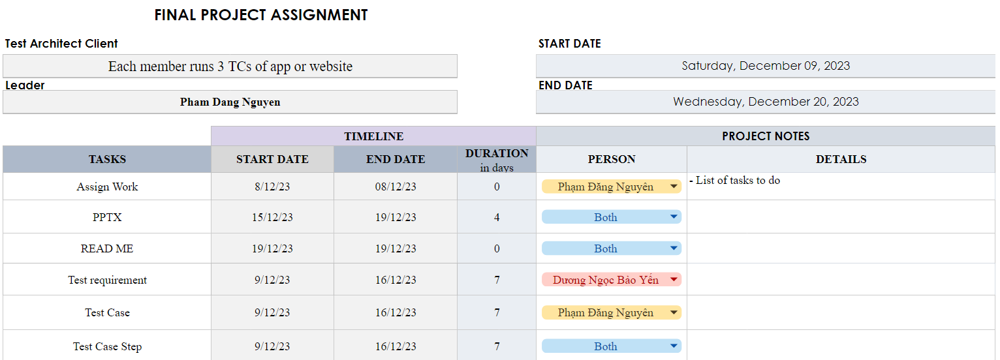 FINAL PROJECT ASSIGNMENT
Test Architect Client
START DATE
Each member runs 3 TCs of app or website
Saturday, December 09, 2023
Leader
END DATE
Pham Dang Nguyen
Wednesday, December 20, 2023
TIMELINE PROJECT NOTES
TASKS START DATE END DATE DURATION in days PERSON DETAILS
Assign Work 8/12/23 08/12/23 0 Phạm Đăng Nguyên - List of tasks to do
PPTX 15/12/23 19/12/23 4 Both
READ ME 19/12/23 19/12/23 0 Both
Test requirement 9/12/23 16/12/23 7 Dương Ngọc Bảo Yến
Test Case 9/12/23 16/12/23 7 Phạm Đăng Nguyên
Test Case Step 9/12/23 16/12/23 7 Both